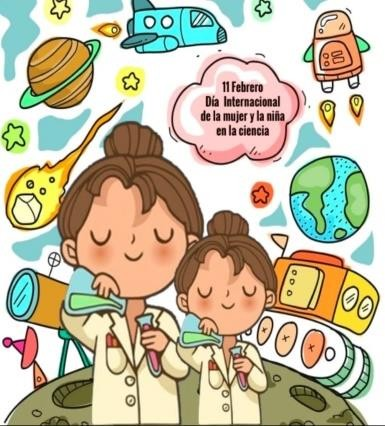 11 Febrero
Día Internacional
de la mujer y la niña
en la ciencia